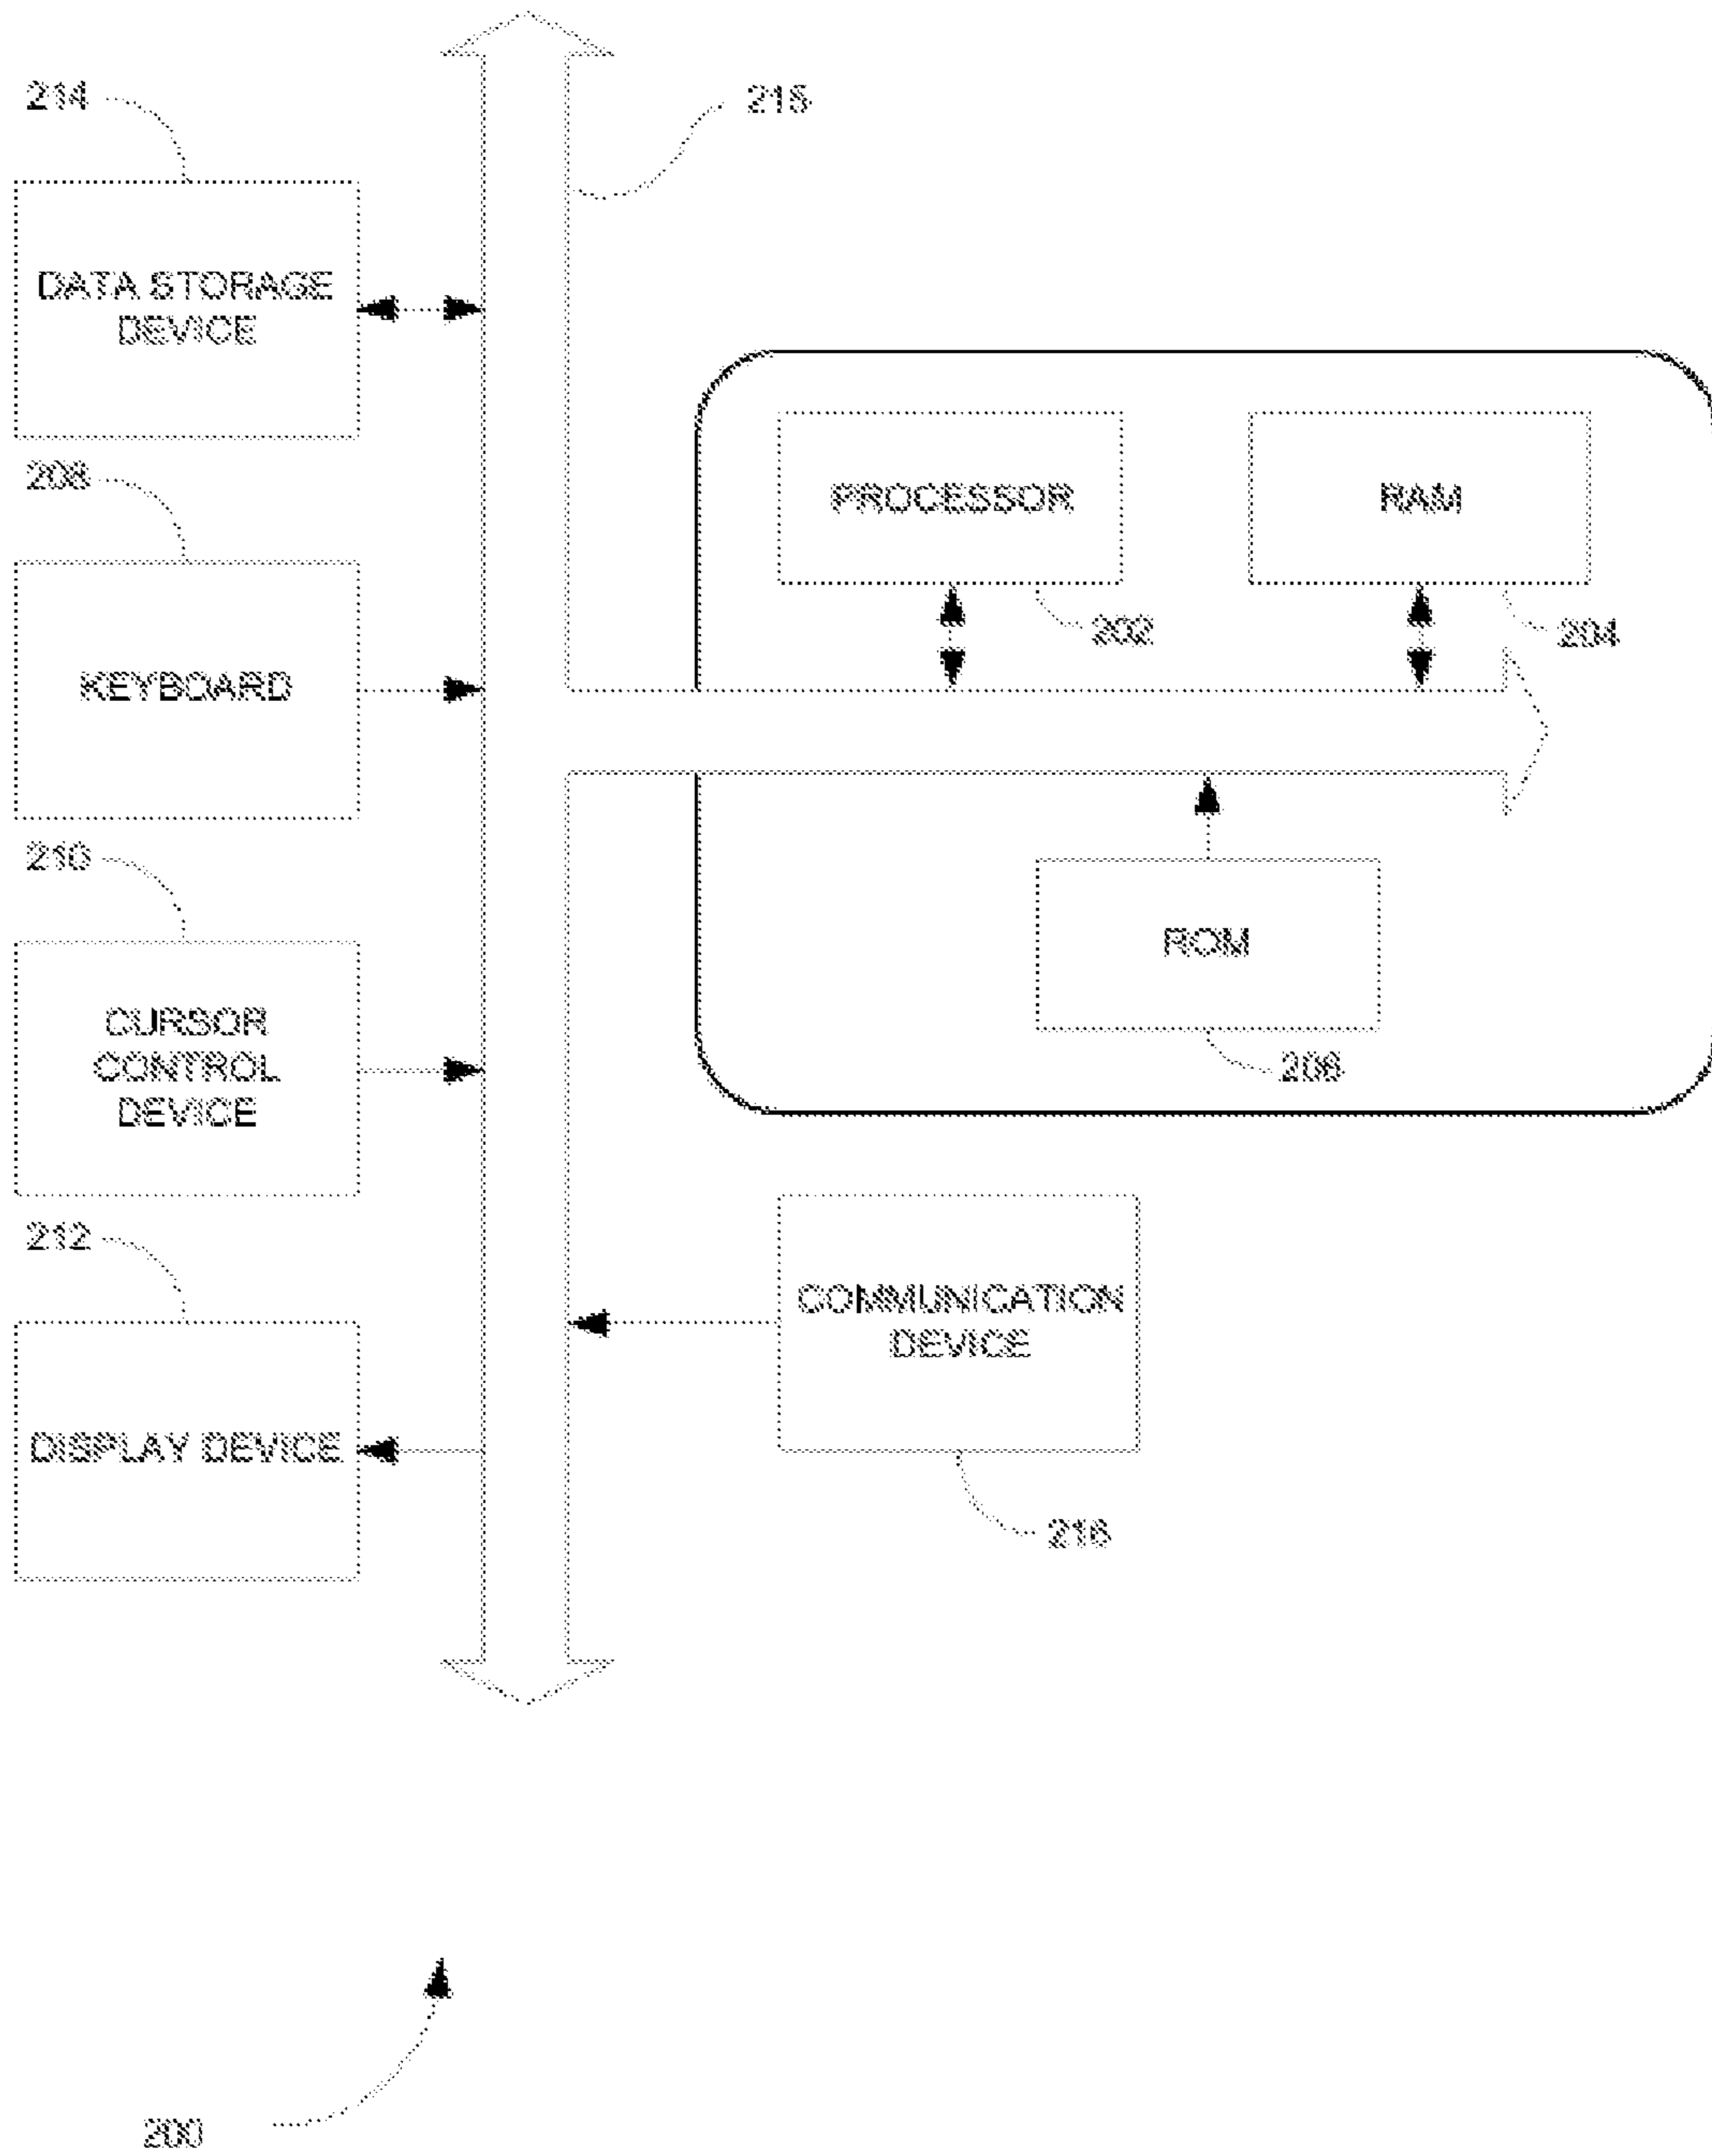 214
215
DATA STORAGE
DEVICE
208
PROCESSOR
RAM
202
204
KEYBOARD
210
ROM
CURSOR
CONTROL
DEVICE
206
212
COMMUNICATION
DEVICE
DISPLAY DEVICE
216
200